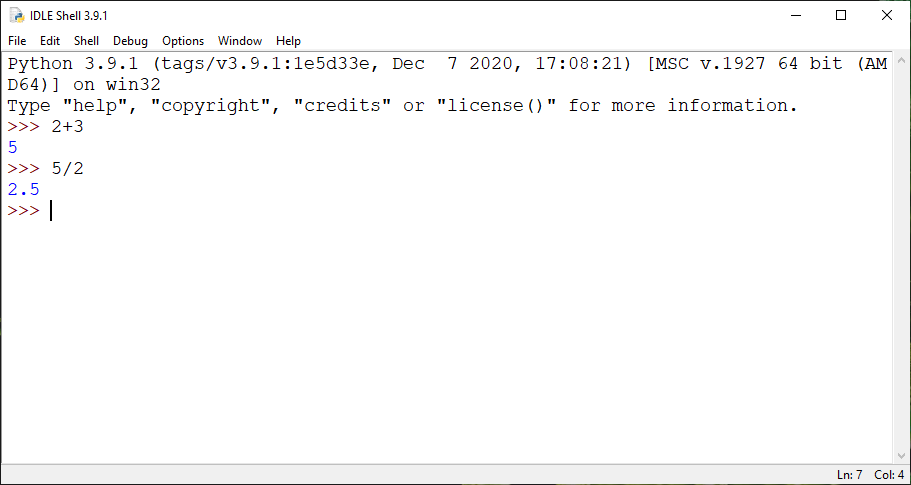 IDLE Shell 3.9.1
File Edit Shell Debug Options Window Help
Python 3.9.1 (tags/v3.9.1:1e5d33e, Dec  7 2020, 17:08:21) [MSC v.1927 64 bit (AM
D64)] on win32
Type "help", "copyright", "credits" or "license()" for more information.
>>> 2+3
5
>>> 5/2
2.5
>>>
Ln: 7 Col: 4